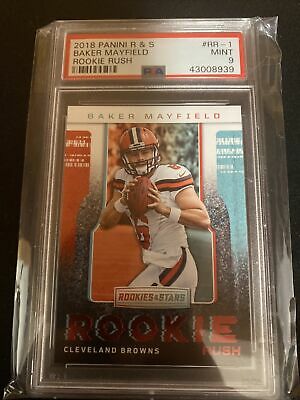 2018 PANINI R & S #RR-1
BAKER MAYFIELD MINT
ROOKIE RUSH 9
PSA 43008939
BAKER MAYFIELD
ROOKIES & STARS
ROOKIE
CLEVELAND BROWNS RUSH